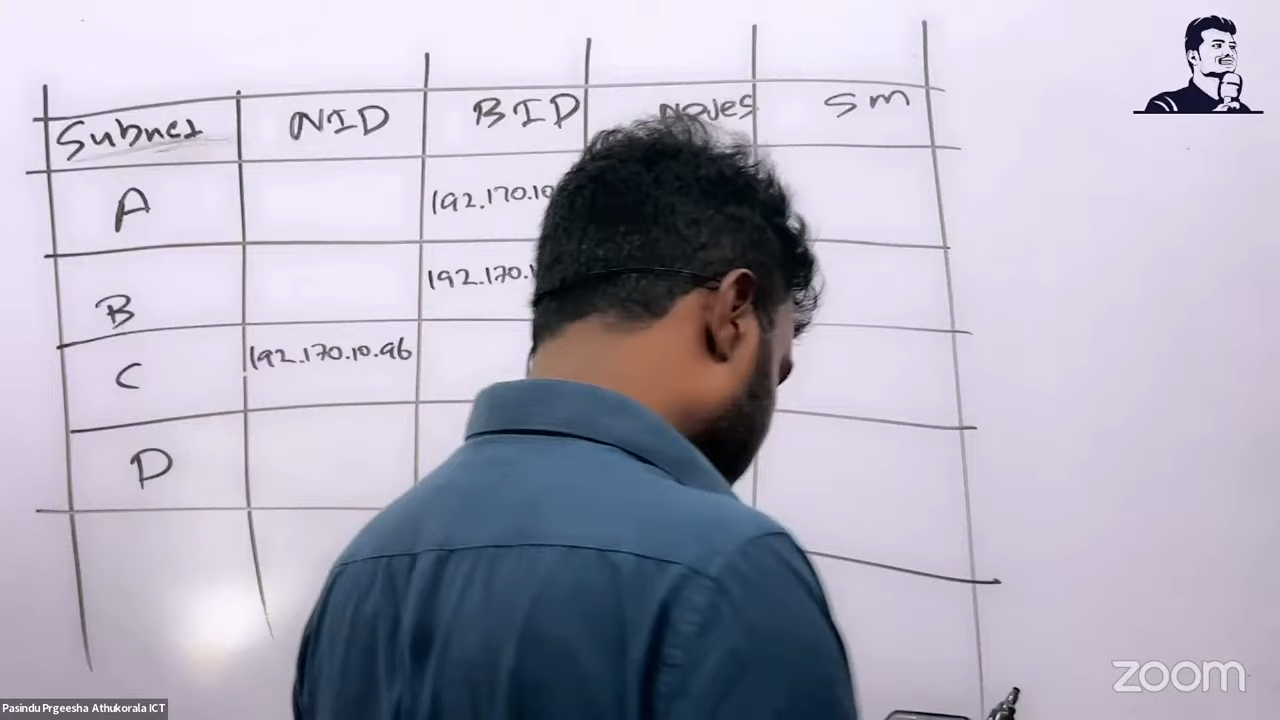 Subnet NID BID Nodes SM
A 192.170.10
B 192.170.1
C 192.170.10.96
D
zoom
Pasindu Prgeesha Athukorala ICT